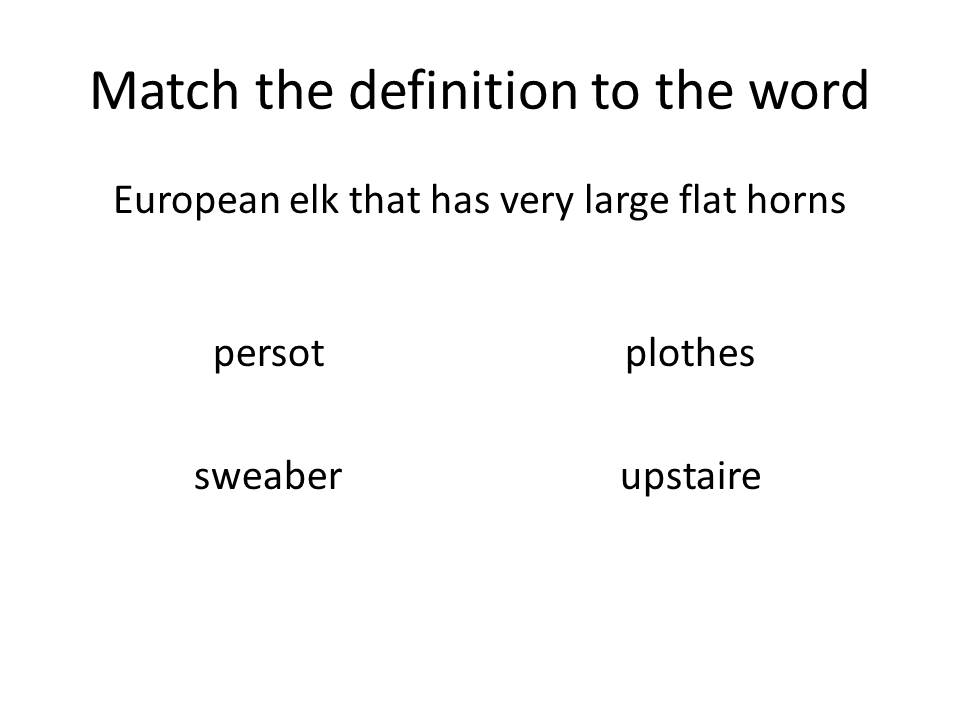 Match the definition to the word
European elk that has very large flat horns
persot plothes
sweaber upstaire